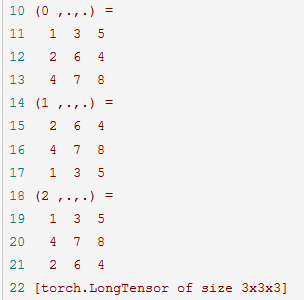 10 (0 ,.,.) =
11   1  3  5
12   2  6  4
13   4  7  8
14 (1 ,.,.) =
15   2  6  4
16   4  7  8
17   1  3  5
18 (2 ,.,.) =
19   1  3  5
20   4  7  8
21   2  6  4
22 [torch.LongTensor of size 3x3x3]